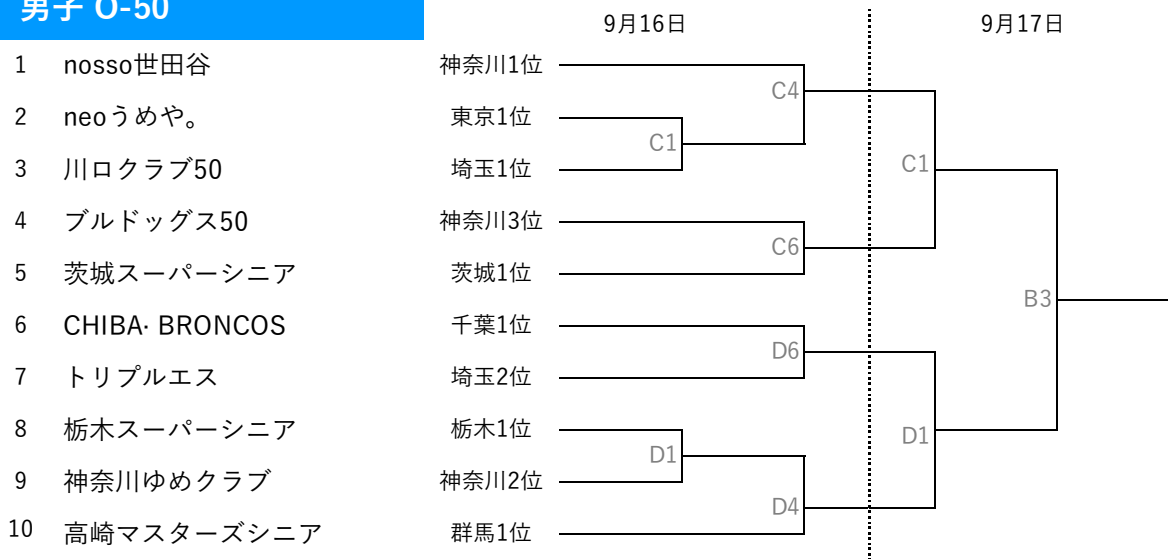 男子 O-50
9月16日 9月17日
1 nosso世田谷 神奈川1位
C4
2 neoうめや。 東京1位
C1
3 川口クラブ50 埼玉1位
C1
4 ブルドッグス50 神奈川3位
C6
5 茨城スーパーシニア 茨城1位
B3
6 CHIBA· BRONCOS 千葉1位
D6
7 トリプルエス 埼玉2位
8 栃木スーパーシニア 栃木1位
D1
D1
9 神奈川ゆめクラブ 神奈川2位
D4
10 高崎マスターズシニア 群馬1位